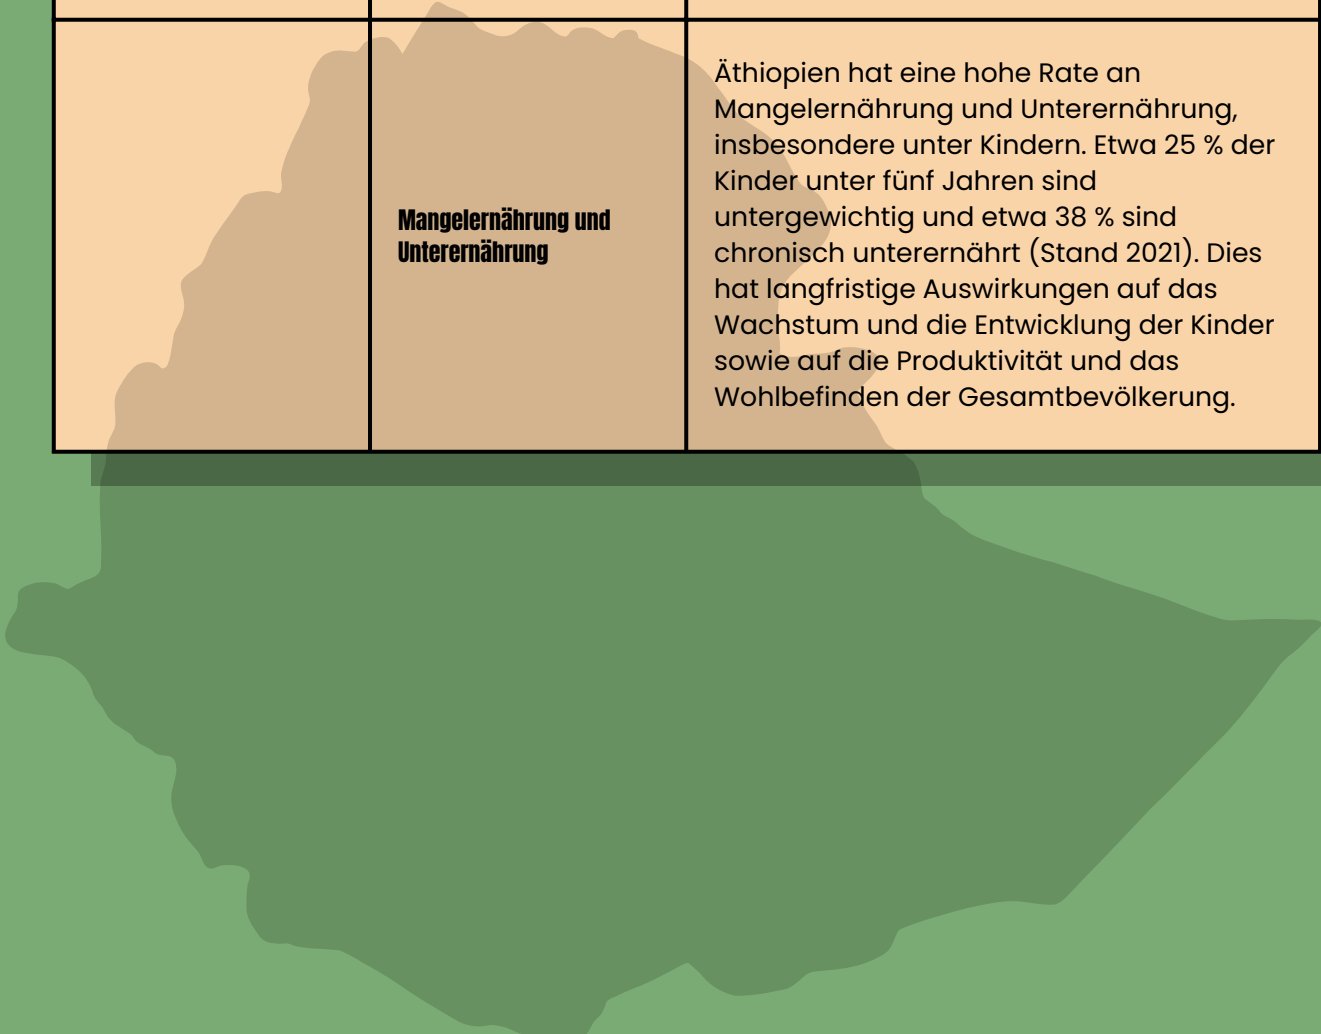 Mangelernährung und
Unterernährung
Äthiopien hat eine hohe Rate an
Mangelernährung und Unterernährung,
insbesondere unter Kindern. Etwa 25 % der
Kinder unter fünf Jahren sind
untergewichtig und etwa 38 % sind
chronisch unterernährt (Stand 2021). Dies
hat langfristige Auswirkungen auf das
Wachstum und die Entwicklung der Kinder
sowie auf die Produktivität und das
Wohlbefinden der Gesamtbevölkerung.